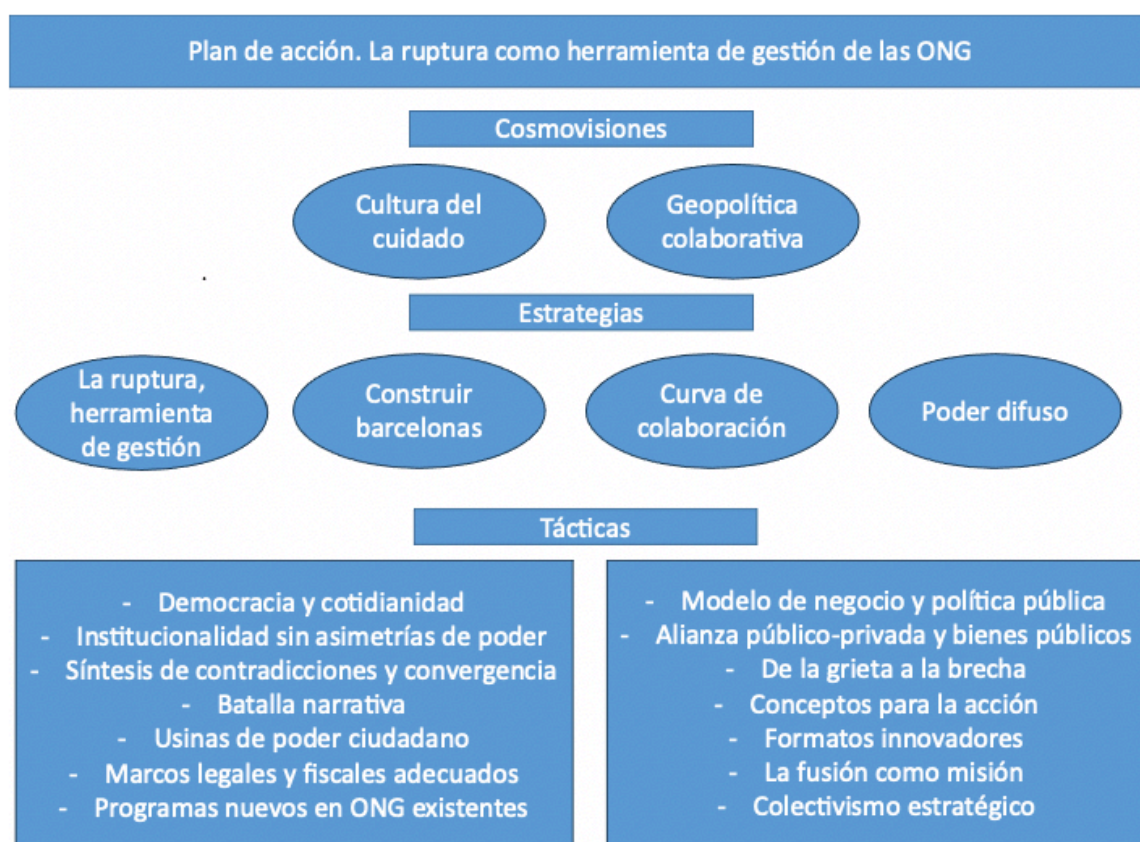 Plan de acción. La ruptura como herramienta de gestión de las ONG
Cosmovisiones
Cultura del
cuidado
Geopolítica
colaborativa
Estrategias
La ruptura,
herramienta
de gestión
Construir
barcelonas
Curva de
colaboración
Poder difuso
Tácticas
- Democracia y cotidianidad
- Institucionalidad sin asimetrías de poder
- Síntesis de contradicciones y convergencia
- Batalla narrativa
- Usinas de poder ciudadano
- Marcos legales y fiscales adecuados
- Programas nuevos en ONG existentes
- Modelo de negocio y política pública
- Alianza público-privada y bienes públicos
- De la grieta a la brecha
- Conceptos para la acción
- Formatos innovadores
- La fusión como misión
- Colectivismo estratégico